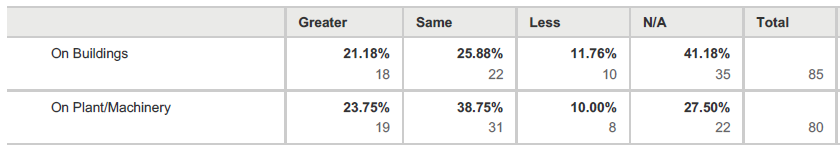 Greater Same Less N/A Total
On Buildings 21.18% 25.88% 11.76% 41.18%
18 22 10 35 85
On Plant/Machinery 23.75% 38.75% 10.00% 27.50%
19 31 8 22 80